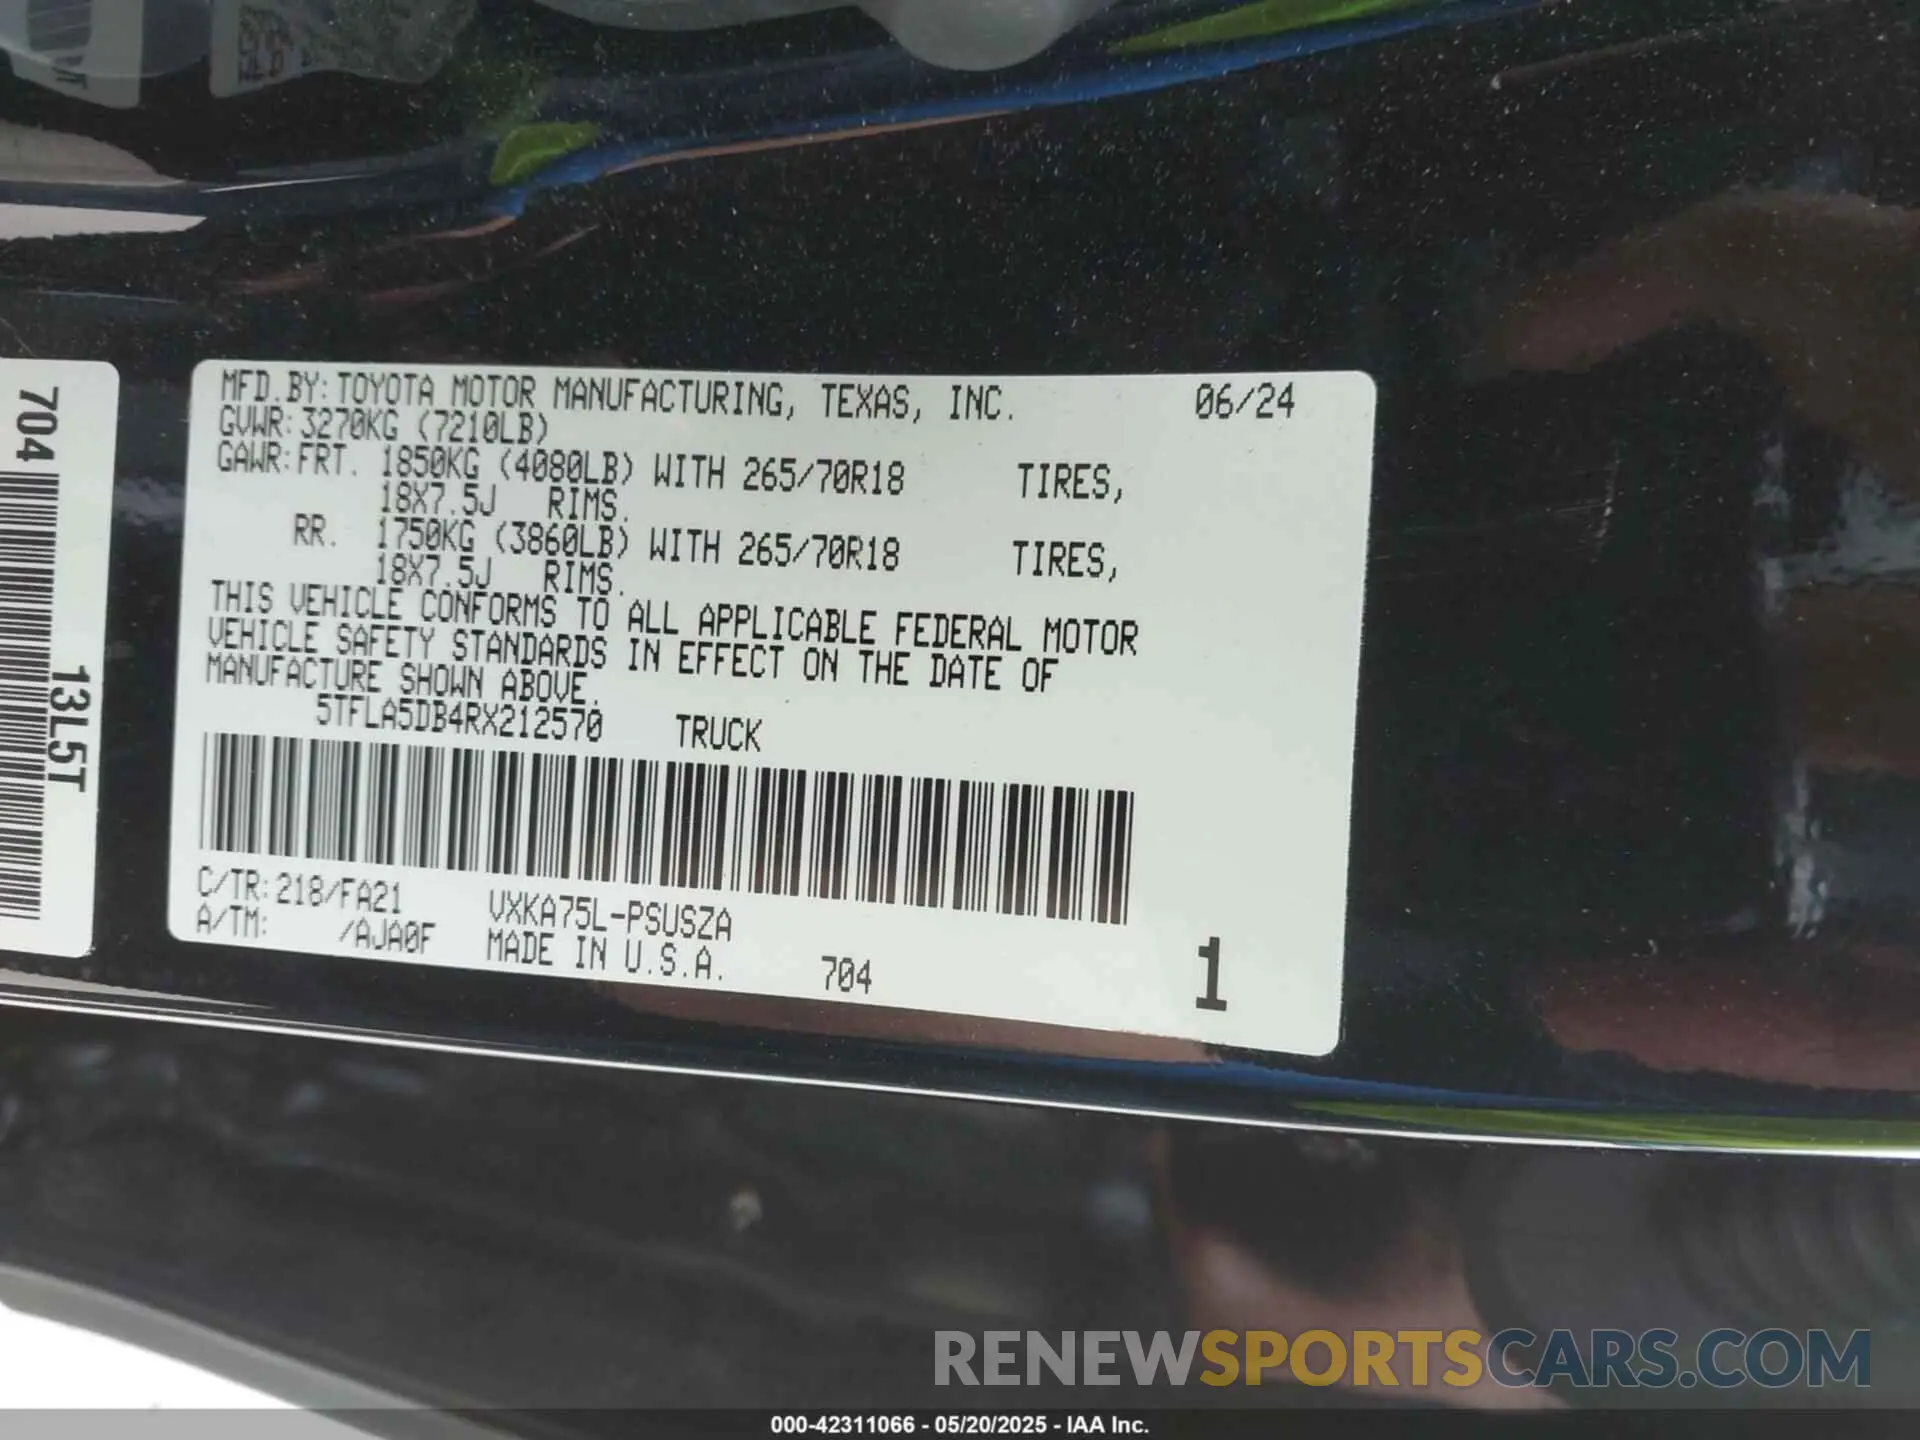 MFD.BY:TOYOTA MOTOR MANUFACTURING, TEXAS, INC. 06/24
GVWR:3270KG (7210LB)
GAWR:FRT. 1850KG (4080LB) WITH 265/70R18 TIRES,
18X7.5J RIMS.
RR. 1750KG (3860LB) WITH 265/70R18 TIRES,
18X7.5J RIMS.
THIS VEHICLE CONFORMS TO ALL APPLICABLE FEDERAL MOTOR
VEHICLE SAFETY STANDARDS IN EFFECT ON THE DATE OF
MANUFACTURE SHOWN ABOVE.
5TFLA5DB4RX212570 TRUCK
C/TR:218/FA21 VXKA75L-PSUSZA
A/TM: /AJA0F MADE IN U.S.A. 704 1
704
13L5T
RENEWSPORTSCARS.COM
000-42311066 - 05/20/2025 - IAA Inc.